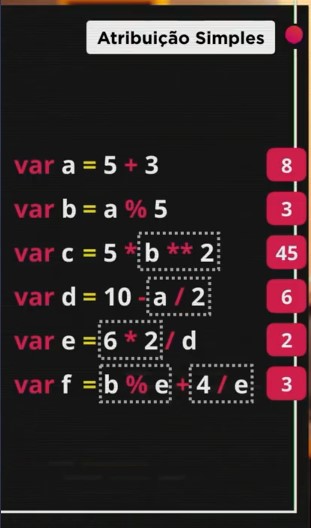 Atribuição Simples
var a = 5 + 3 8
var b = a % 5 3
var c = 5 * b ** 2 45
var d = 10 - a / 2 6
var e = 6 * 2 / d 2
var f = b % e + 4 / e 3